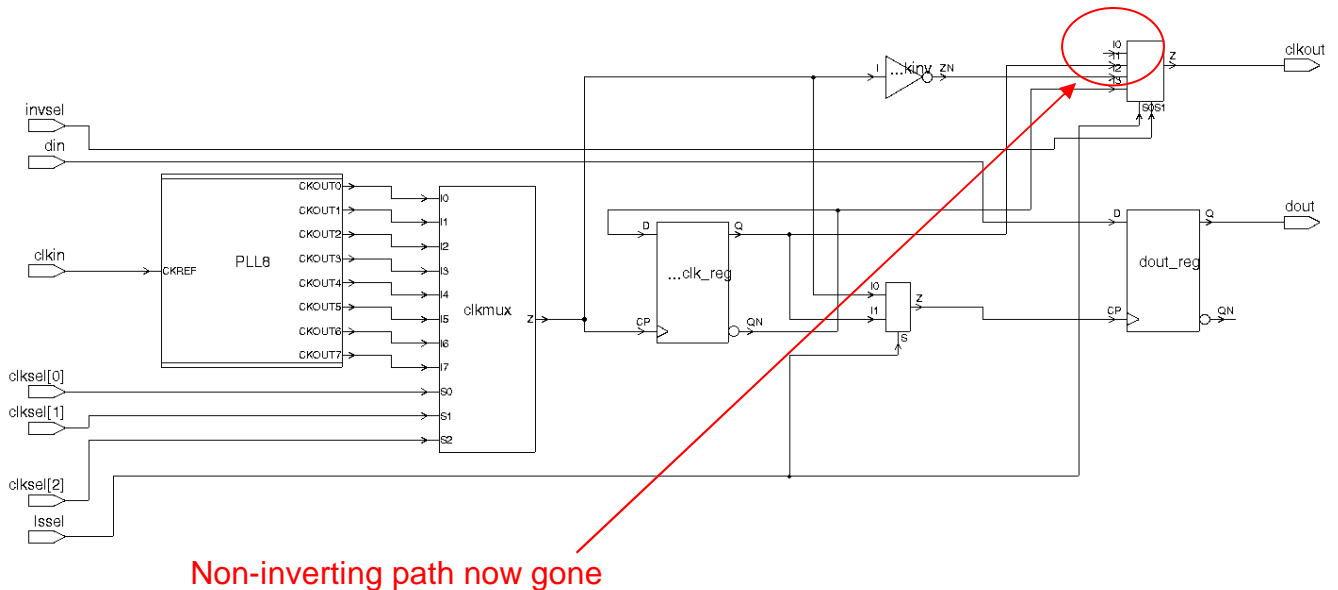 I0
I1
I2
I3
Z
clkout
I
...kinv
ZN
S0S1
invsel
din
CKOUT0
CKOUT1
CKOUT2
CKOUT3
CKOUT4
CKOUT5
CKOUT6
CKOUT7
I0
I1
I2
I3
I4
I5
I6
I7
S0
S1
S2
clkmux
Z
clkin
CKREF
PLL8
D
Q
...clk_reg
CP
QN
I0
I1
Z
S
D
Q
dout_reg
CP
QN
dout
clksel[0]
clksel[1]
clksel[2]
lssel
Non-inverting path now gone